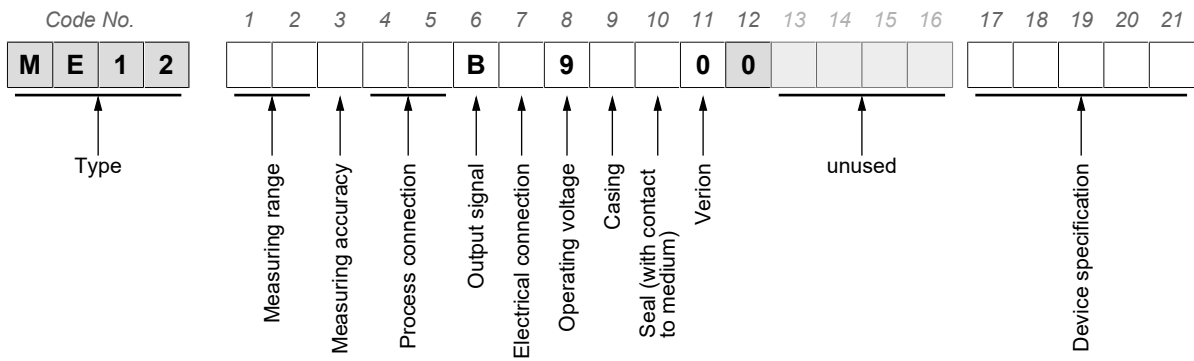 Code No. 1 2 3 4 5 6 7 8 9 10 11 12 13 14 15 16 17 18 19 20 21
M E 1 2 B 9 0 0
Type
Measuring range
Measuring accuracy
Process connection
Output signal
Electrical connection
Operating voltage
Casing
Seal (with contact
to medium)
Verion
unused
Device specification